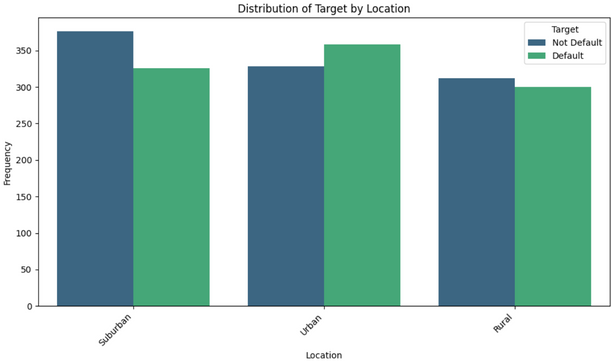 Distribution of Target by Location
Target
Not Default
Default
Frequency
350
300
250
200
150
100
50
0
Suburban
Urban
Rural
Location